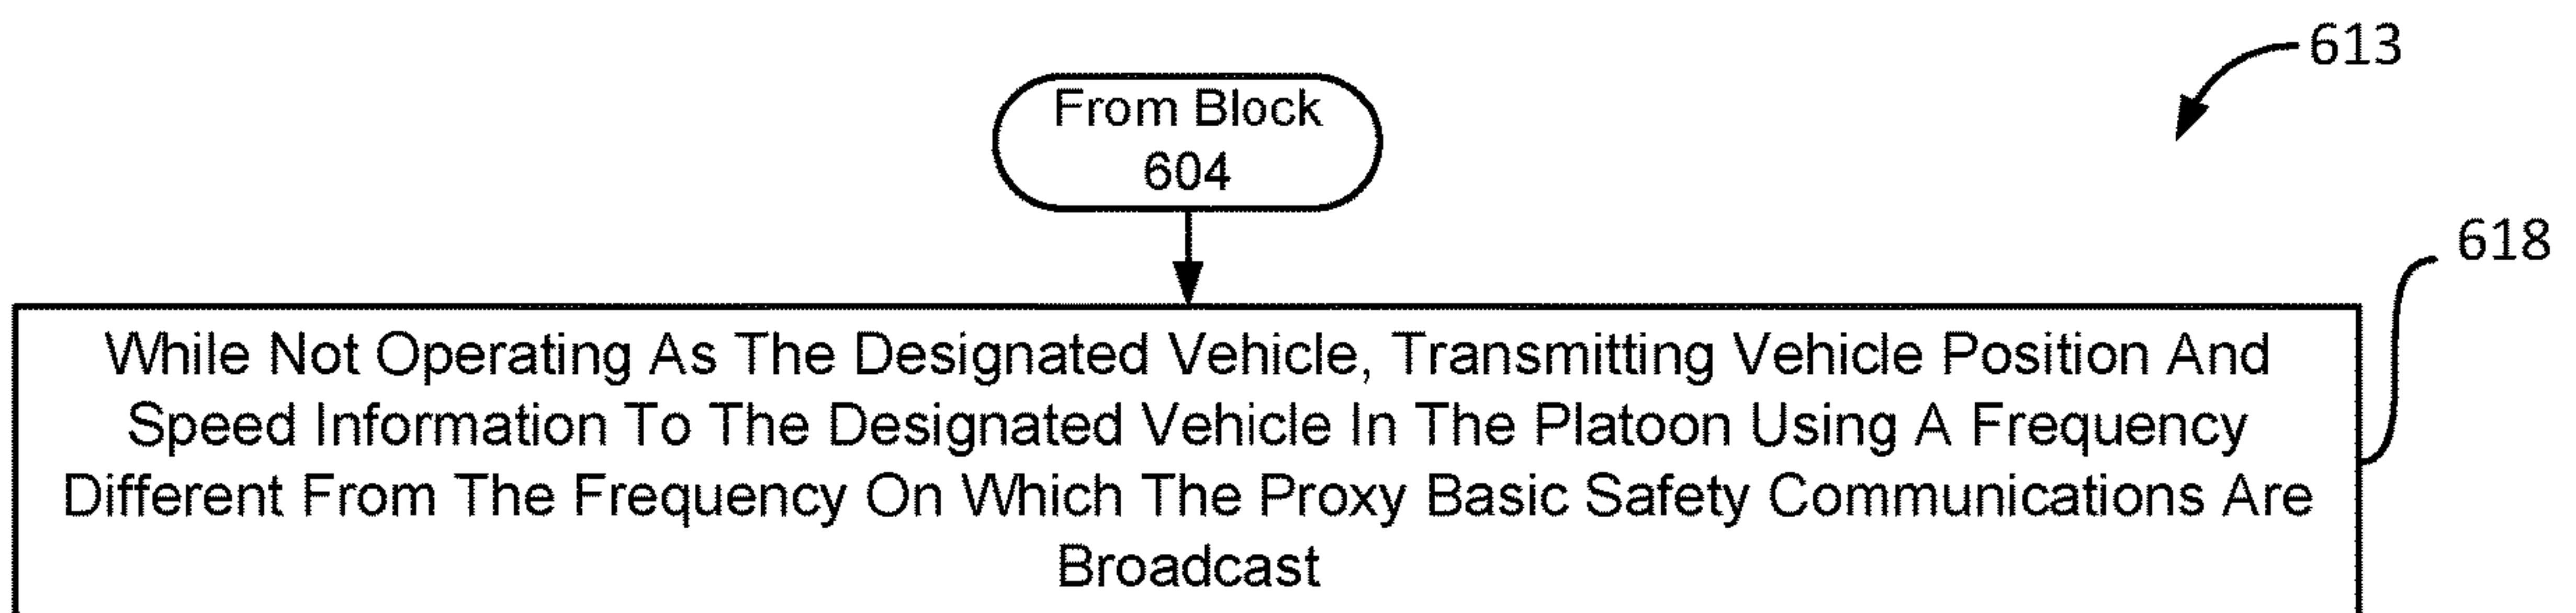 613
From Block
604
618
While Not Operating As The Designated Vehicle, Transmitting Vehicle Position And
Speed Information To The Designated Vehicle In The Platoon Using A Frequency
Different From The Frequency On Which The Proxy Basic Safety Communications Are
Broadcast